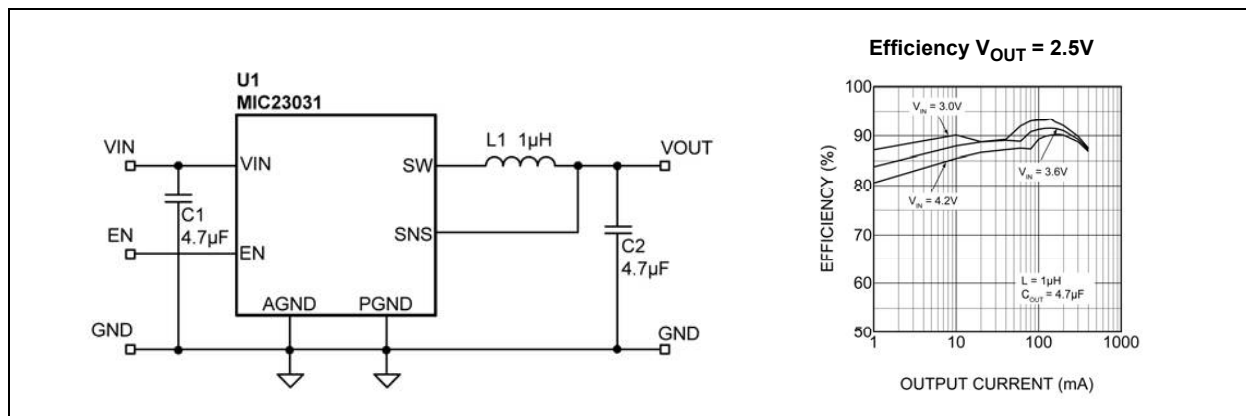 U1
MIC23031
VIN
VIN
SW
L1 1µH
VOUT
C1
4.7µF
EN
EN
SNS
C2
4.7µF
AGND
PGND
GND
GND
Efficiency VOUT = 2.5V
EFFICIENCY (%)
100
90
80
70
60
50
VIN = 3.0V
VIN = 3.6V
VIN = 4.2V
L = 1µH
COUT = 4.7µF
1
10
100
1000
OUTPUT CURRENT (mA)